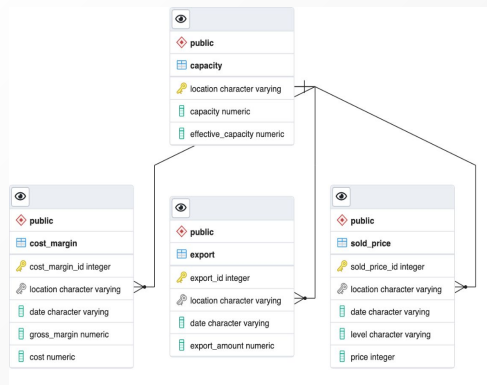 public
capacity
location character varying
capacity numeric
effective_capacity numeric
public
cost_margin
cost_margin_id integer
location character varying
date character varying
gross_margin numeric
cost numeric
public
export
export_id integer
location character varying
date character varying
export_amount numeric
public
sold_price
sold_price_id integer
location character varying
date character varying
level character varying
price integer